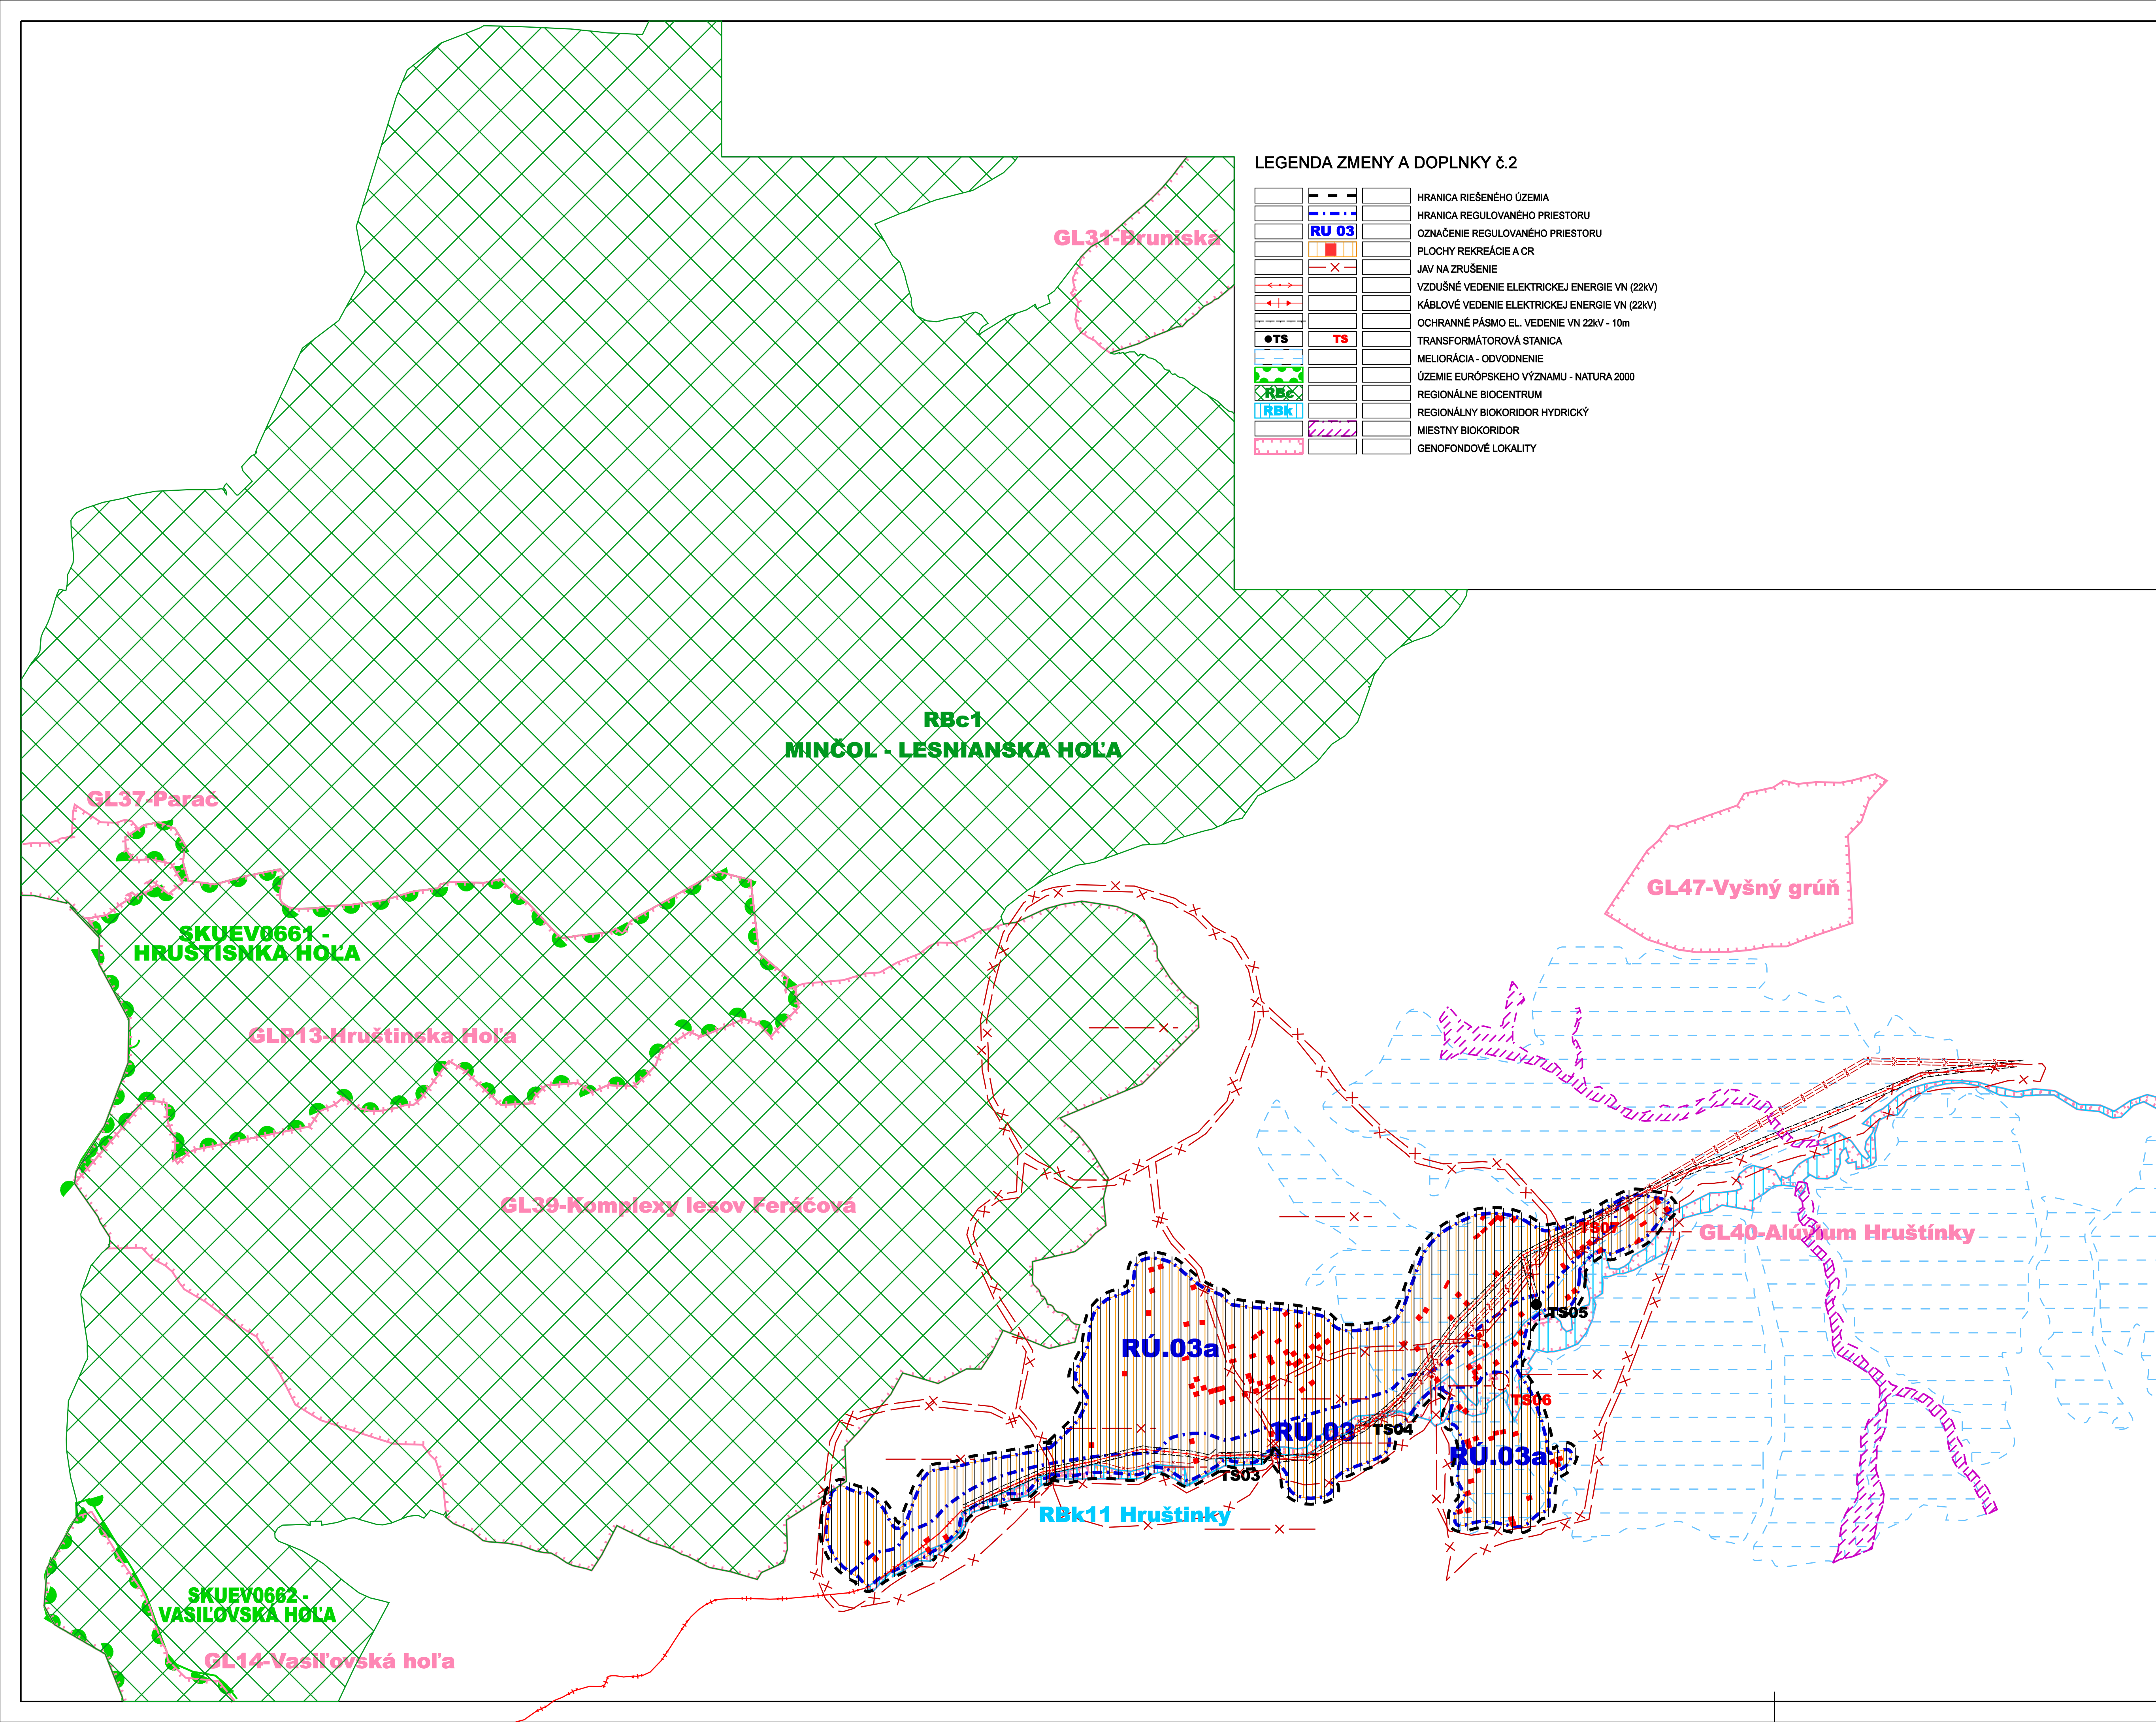 LEGENDA ZMENY A DOPLNKY č.2
HRANICA RIEŠENÉHO ÚZEMIA
HRANICA REGULOVANÉHO PRIESTORU
RU 03 OZNAČENIE REGULOVANÉHO PRIESTORU
PLOCHY REKREÁCIE A CR
JAV NA ZRUŠENIE
VZDUŠNÉ VEDENIE ELEKTRICKEJ ENERGIE VN (22kV)
KÁBLOVÉ VEDENIE ELEKTRICKEJ ENERGIE VN (22kV)
OCHRANNÉ PÁSMO EL. VEDENIE VN 22kV - 10m
TS TS TRANSFORMÁTOROVÁ STANICA
MELIORÁCIA - ODVODNENIE
ÚZEMIE EURÓPSKEHO VÝZNAMU - NATURA 2000
RBc REGIONÁLNE BIOCENTRUM
RBk REGIONÁLNY BIOKORIDOR HYDRICKÝ
MIESTNY BIOKORIDOR
GENOFONDOVÉ LOKALITY
GL31-Bruniská
RBc1
MINČOL - LESNIANSKA HOĽA
GL37-Parač
GL47-Vyšný grúň
SKUEV0661 -
HRUŠTÍSNKA HOĽA
GLP13-Hruštinska Hoľa
GL39-Komplexy lesov Feráčova
GL40-Alúvium Hruštínky
TS07
TS05
RÚ.03a
TS06
RÚ.03
TS04
RÚ.03a
TS03
RBk11 Hruštinky
SKUEV0662 -
VASIĽOVSKÁ HOĽA
GL14-Vasiľovská hoľa